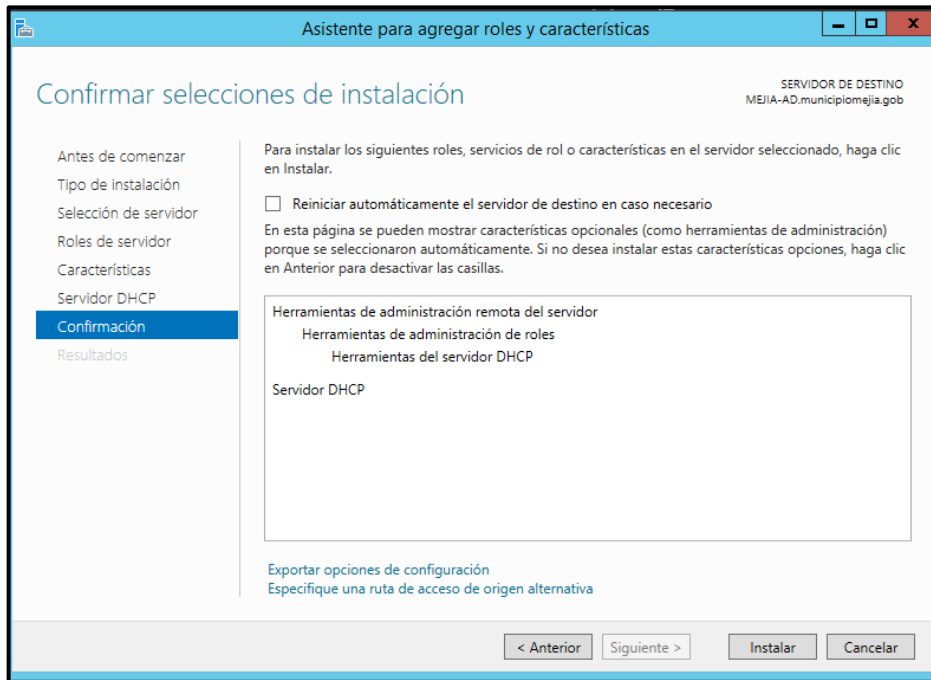 Asistente para agregar roles y características
Confirmar selecciones de instalación
SERVIDOR DE DESTINO
MEJIA-AD.municipiomejia.gob
Antes de comenzar
Tipo de instalación
Selección de servidor
Roles de servidor
Características
Servidor DHCP
Confirmación
Resultados
Para instalar los siguientes roles, servicios de rol o características en el servidor seleccionado, haga clic
en Instalar.
Reiniciar automáticamente el servidor de destino en caso necesario
En esta página se pueden mostrar características opcionales (como herramientas de administración)
porque se seleccionaron automáticamente. Si no desea instalar estas características opciones, haga clic
en Anterior para desactivar las casillas.
Herramientas de administración remota del servidor
Herramientas de administración de roles
Herramientas del servidor DHCP
Servidor DHCP
Exportar opciones de configuración
Especifique una ruta de acceso de origen alternativa
< Anterior
Siguiente >
Instalar
Cancelar